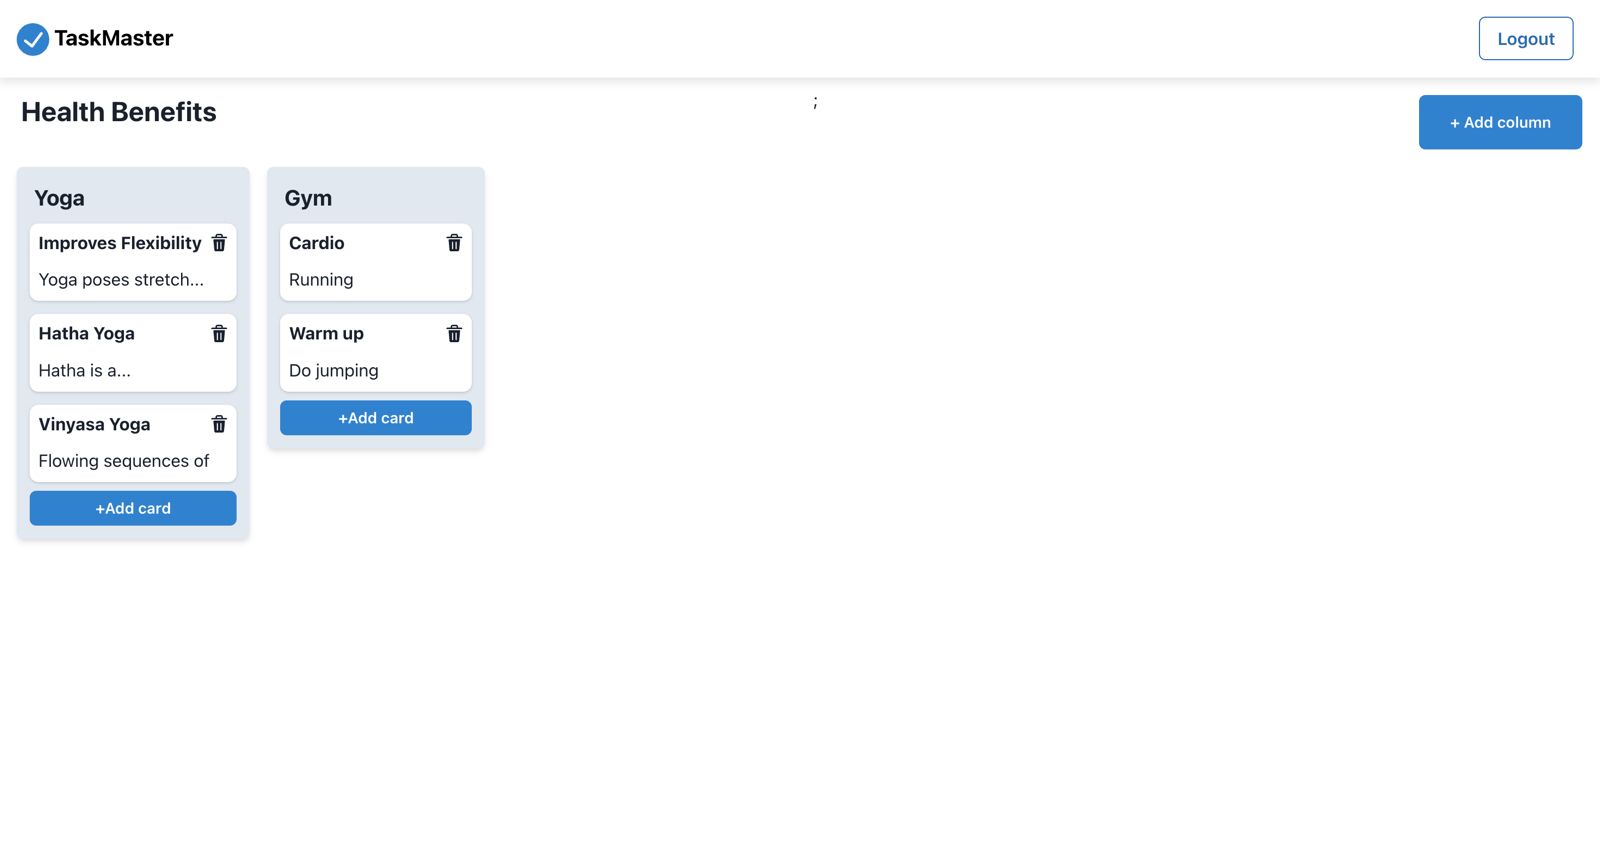 TaskMaster
Logout
Health Benefits
;
+ Add column
Yoga
Improves Flexibility
Yoga poses stretch...
Hatha Yoga
Hatha is a...
Vinyasa Yoga
Flowing sequences of
+Add card
Gym
Cardio
Running
Warm up
Do jumping
+Add card